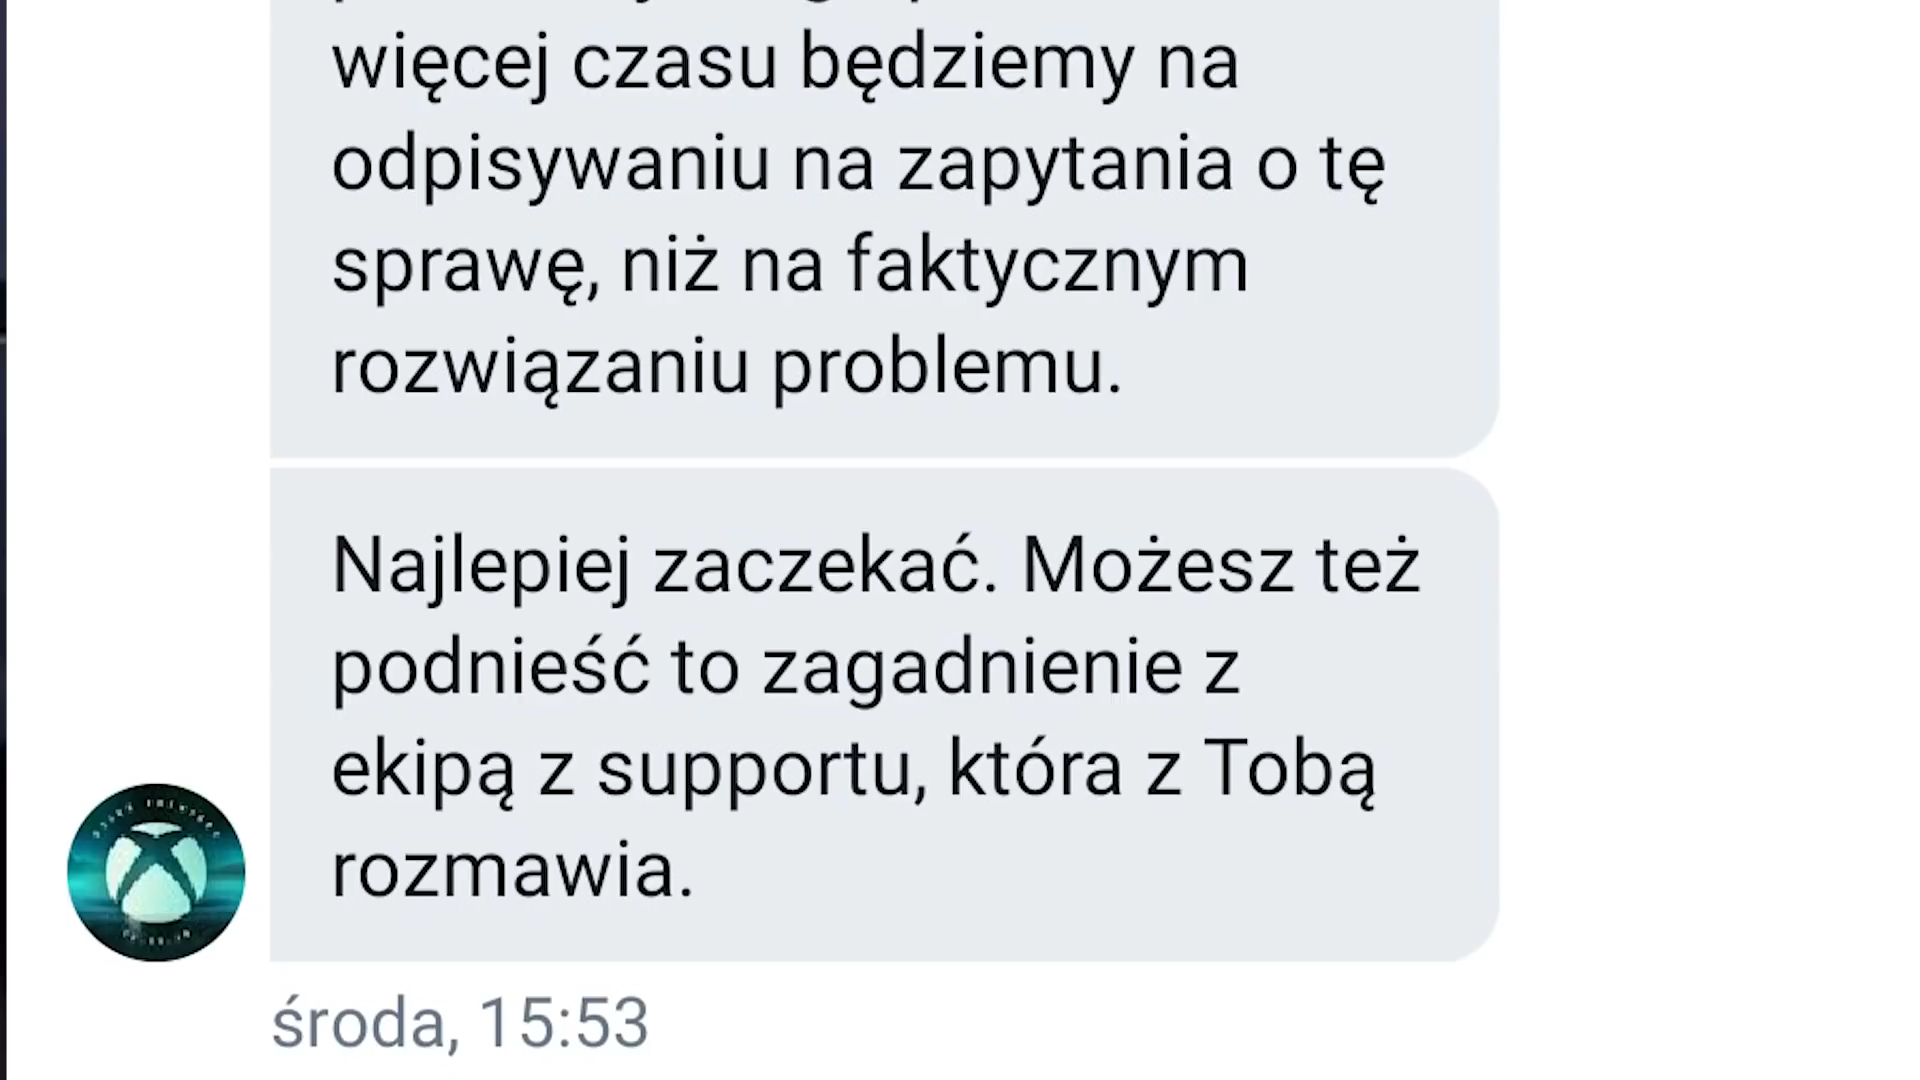 więcej czasu będziemy na
odpisywaniu na zapytania o tę
sprawę, niż na faktycznym
rozwiązaniu problemu.
Najlepiej zaczekać. Możesz też
podnieść to zagadnienie z
ekipą z supportu, która z Tobą
rozmawia.
środa, 15:53